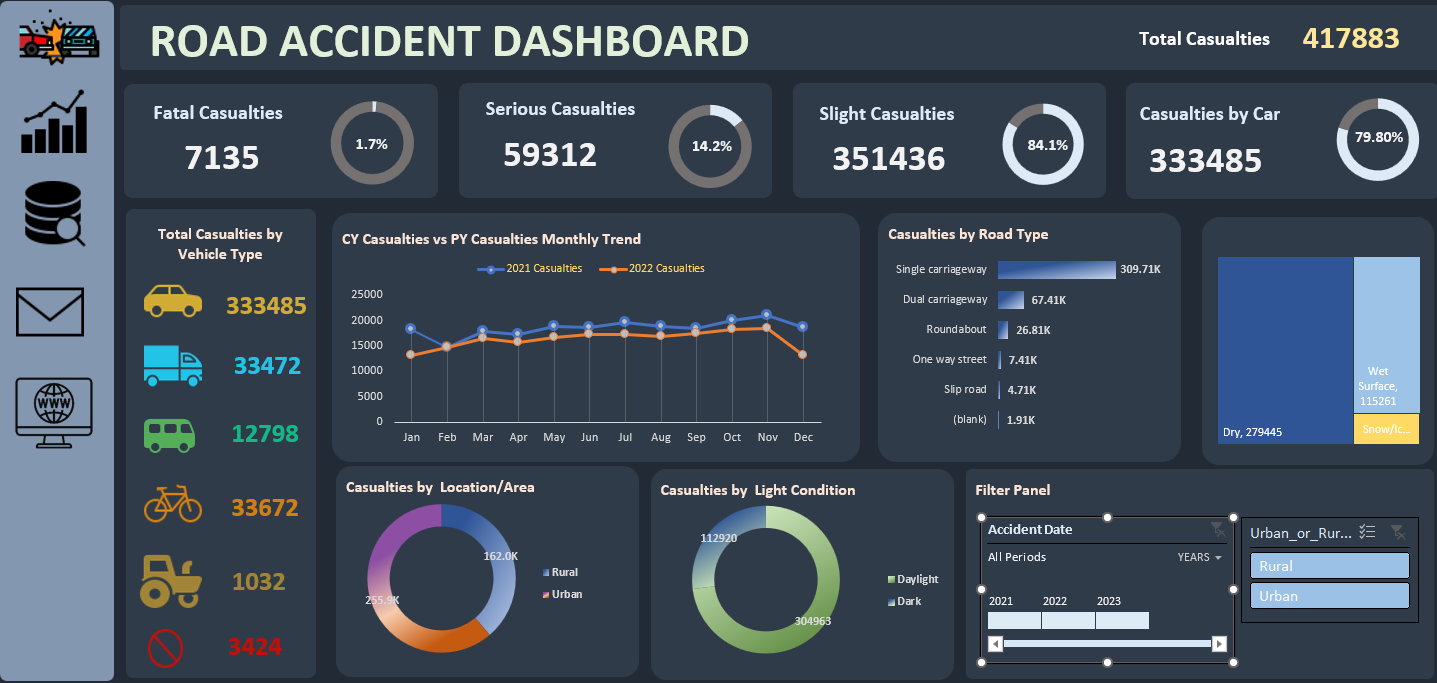 ROAD ACCIDENT DASHBOARD
Total Casualties 417883
Fatal Casualties
7135
1.7%
Serious Casualties
59312
14.2%
Slight Casualties
351436
84.1%
Casualties by Car
333485
79.80%
Total Casualties by
Vehicle Type
333485
33472
12798
33672
1032
3424
CY Casualties vs PY Casualties Monthly Trend
2021 Casualties 2022 Casualties
25000
20000
15000
10000
5000
0
Jan Feb Mar Apr May Jun Jul Aug Sep Oct Nov Dec
Casualties by Road Type
Single carriageway 309.71K
Dual carriageway 67.41K
Roundabout 26.81K
One way street 7.41K
Slip road 4.71K
(blank) 1.91K
Wet
Surface,
115261
Dry, 279445
Snow/Ic...
Casualties by Location/Area
162.0K
255.9K
Rural
Urban
Casualties by Light Condition
112920
304963
Daylight
Dark
Filter Panel
Accident Date
All Periods YEARS
2021 2022 2023
Urban_or_Rur...
Rural
Urban
WWW